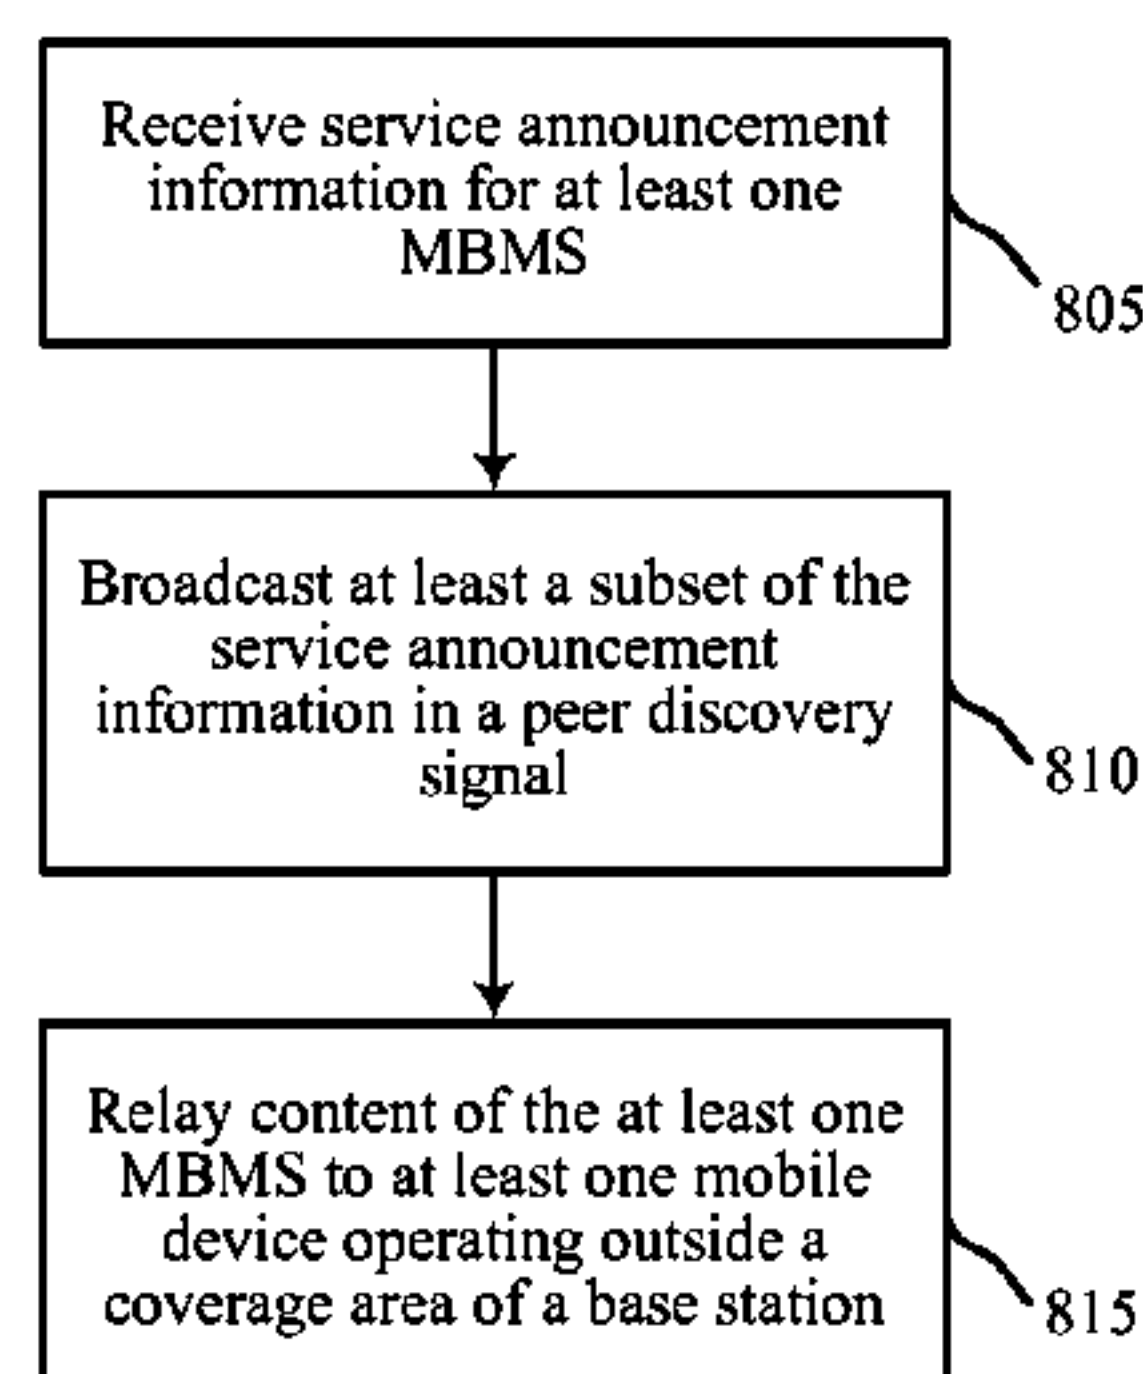 Receive service announcement
information for at least one
MBMS
805
Broadcast at least a subset of the
service announcement
information in a peer discovery
signal
810
Relay content of the at least one
MBMS to at least one mobile
device operating outside a
coverage area of a base station
815